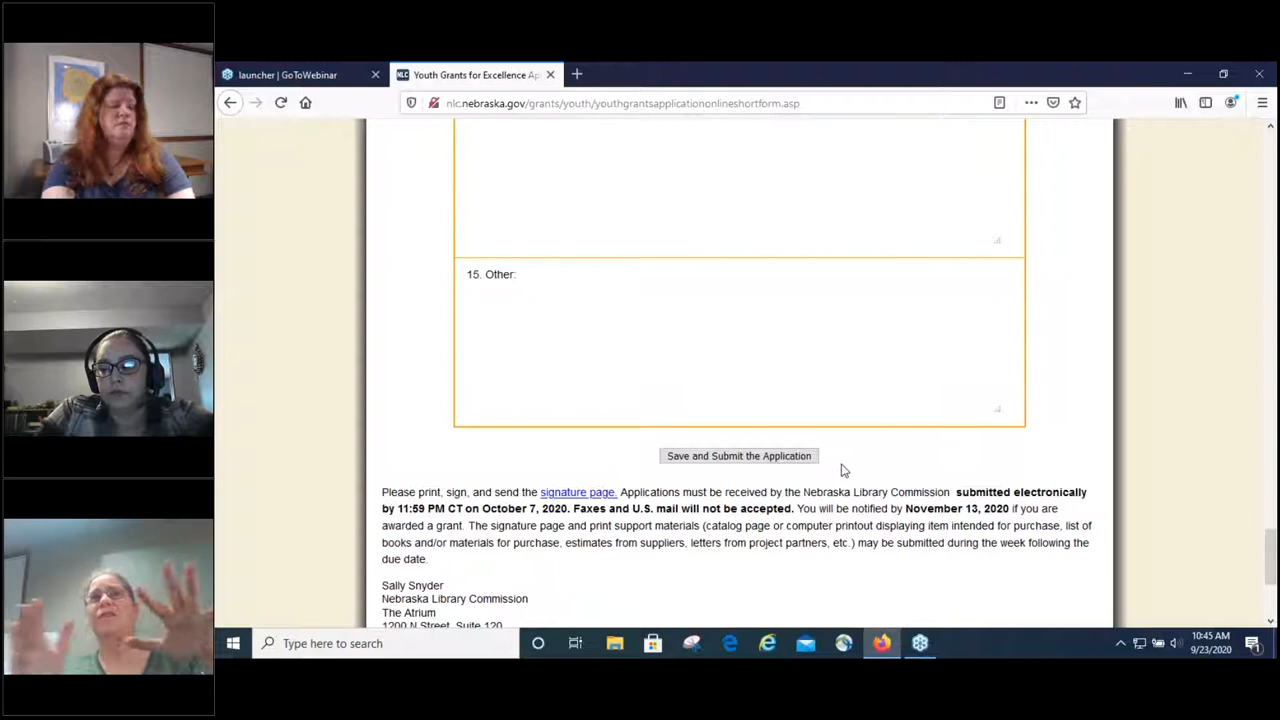 launcher | GoToWebinar
Youth Grants for Excellence Ap
nlc.nebraska.gov/grants/youth/youthgrantsapplicationonlineshortform.asp
15. Other:
Save and Submit the Application
Please print, sign, and send the signature page. Applications must be received by the Nebraska Library Commission submitted electronically
by 11:59 PM CT on October 7, 2020. Faxes and U.S. mail will not be accepted. You will be notified by November 13, 2020 if you are
awarded a grant. The signature page and print support materials (catalog page or computer printout displaying item intended for purchase, list of
books and/or materials for purchase, estimates from suppliers, letters from project partners, etc.) may be submitted during the week following the
due date.
Sally Snyder
Nebraska Library Commission
The Atrium
1200 N Street, Suite 120
Type here to search
10:45 AM
9/23/2020